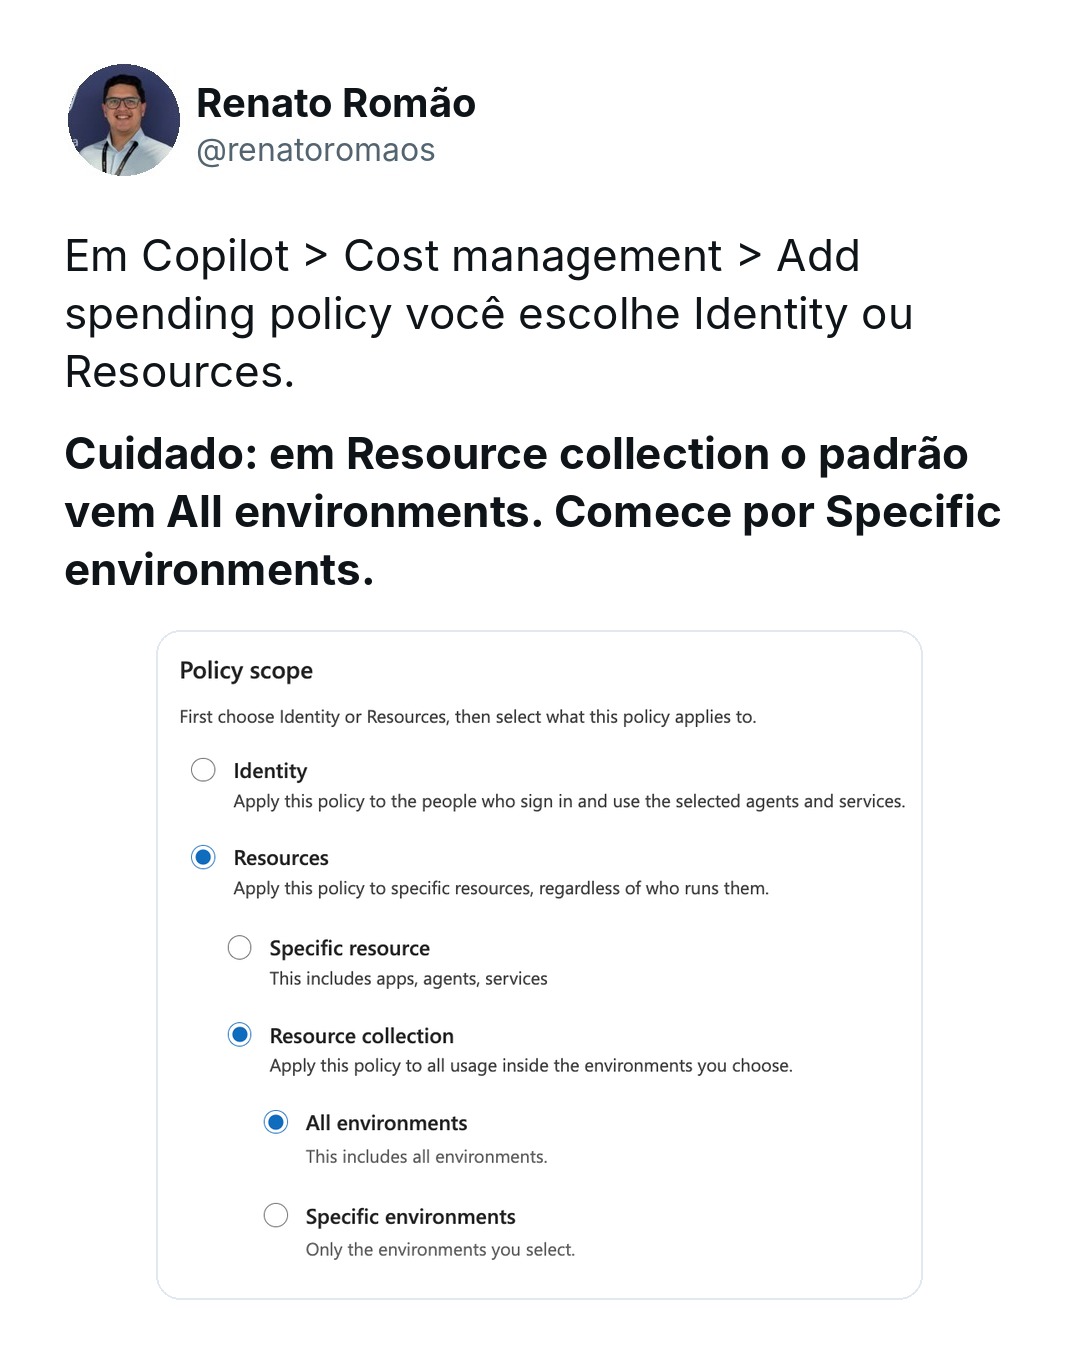 Renato Romão
@renatoromaos
Em Copilot > Cost management > Add
spending policy você escolhe Identity ou
Resources.
Cuidado: em Resource collection o padrão
vem All environments. Comece por Specific
environments.
Policy scope
First choose Identity or Resources, then select what this policy applies to.
Identity
Apply this policy to the people who sign in and use the selected agents and services.
Resources
Apply this policy to specific resources, regardless of who runs them.
Specific resource
This includes apps, agents, services
Resource collection
Apply this policy to all usage inside the environments you choose.
All environments
This includes all environments.
Specific environments
Only the environments you select.